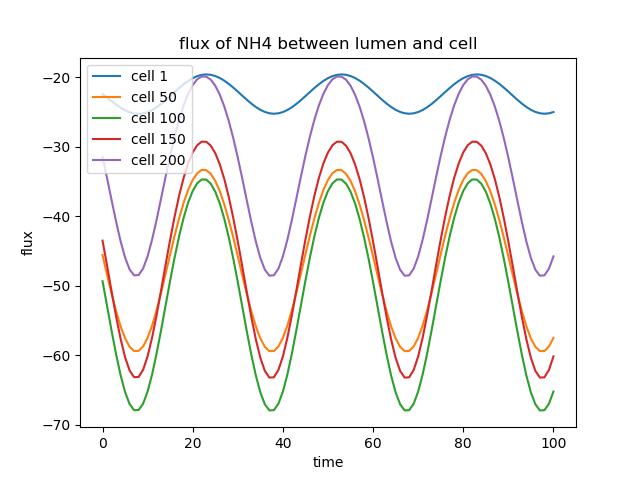 flux of NH4 between lumen and cell
cell 1
cell 50
cell 100
cell 150
cell 200
−20
−30
−40
−50
−60
−70
flux
0 20 40 60 80 100
time